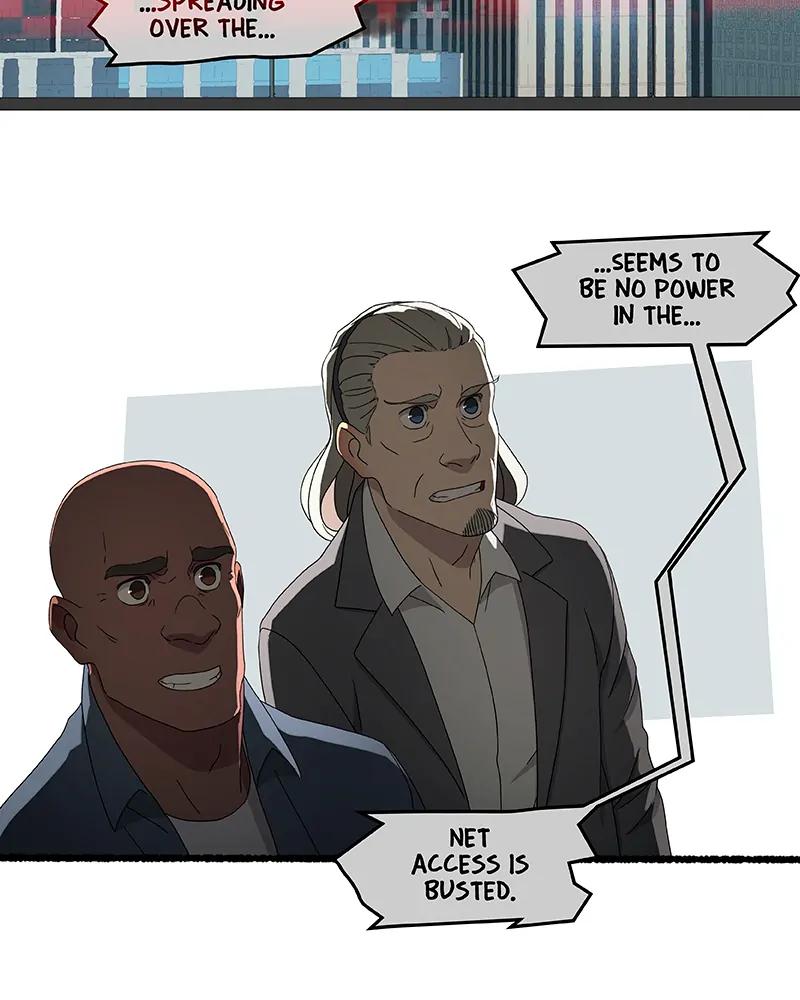 ...SPREADING
OVER THE...
...SEEMS TO
BE NO POWER
IN THE...
NET
ACCESS IS
BUSTED.